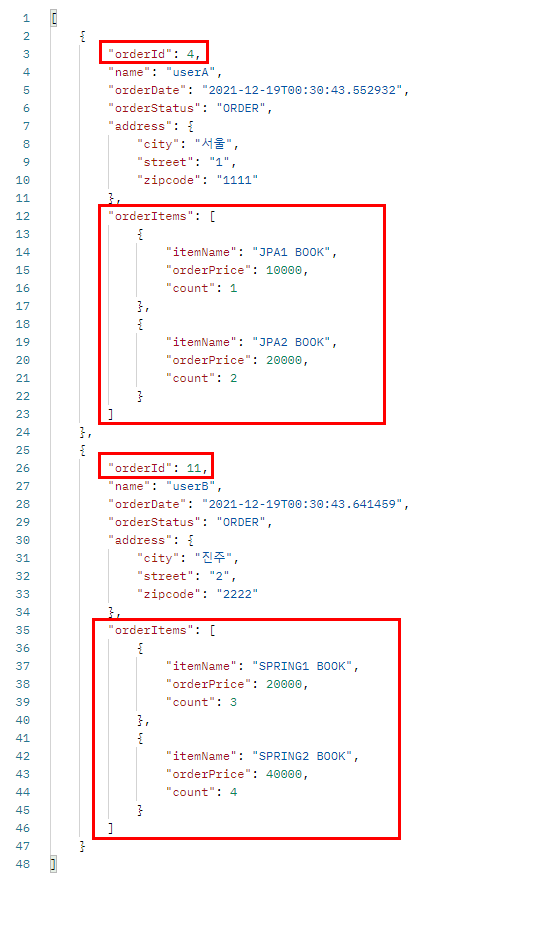 1 [
2     {
3         "orderId": 4,
4         "name": "userA",
5         "orderDate": "2021-12-19T00:30:43.552932",
6         "orderStatus": "ORDER",
7         "address": {
8             "city": "서울",
9             "street": "1",
10             "zipcode": "1111"
11         },
12         "orderItems": [
13             {
14                 "itemName": "JPA1 BOOK",
15                 "orderPrice": 10000,
16                 "count": 1
17             },
18             {
19                 "itemName": "JPA2 BOOK",
20                 "orderPrice": 20000,
21                 "count": 2
22             }
23         ]
24     },
25     {
26         "orderId": 11,
27         "name": "userB",
28         "orderDate": "2021-12-19T00:30:43.641459",
29         "orderStatus": "ORDER",
30         "address": {
31             "city": "진주",
32             "street": "2",
33             "zipcode": "2222"
34         },
35         "orderItems": [
36             {
37                 "itemName": "SPRING1 BOOK",
38                 "orderPrice": 20000,
39                 "count": 3
40             },
41             {
42                 "itemName": "SPRING2 BOOK",
43                 "orderPrice": 40000,
44                 "count": 4
45             }
46         ]
47     }
48 ]